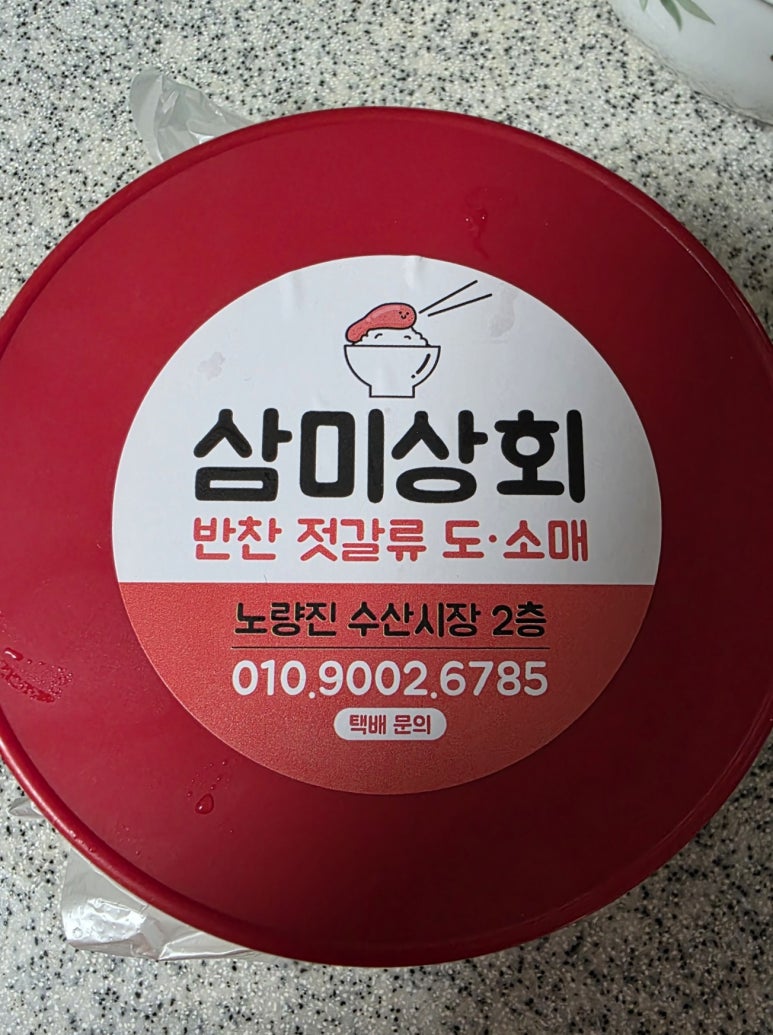 삼미상회
반찬 젓갈류 도·소매
노량진 수산시장 2층
010.9002.6785
택배 문의